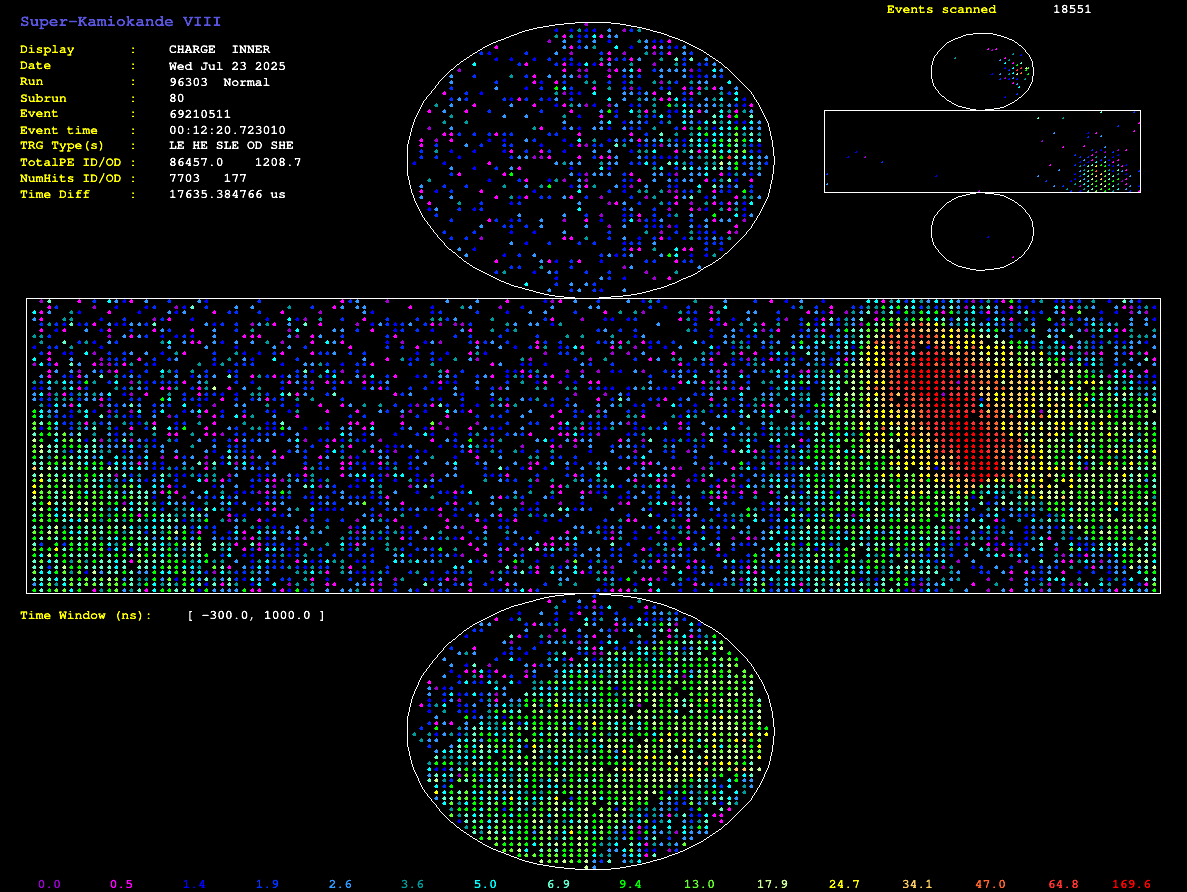 Super-Kamiokande VIII
Events scanned 18551
Display : CHARGE INNER
Date : Wed Jul 23 2025
Run : 96303 Normal
Subrun : 80
Event : 69210511
Event time : 00:12:20.723010
TRG Type(s) : LE HE SLE OD SHE
TotalPE ID/OD : 86457.0 1208.7
NumHits ID/OD : 7703 177
Time Diff : 17635.384766 us
Time Window (ns): [ -300.0, 1000.0 ]
0.0 0.5 1.4 1.9 2.6 3.6 5.0 6.9 9.4 13.0 17.9 24.7 34.1 47.0 64.8 169.6